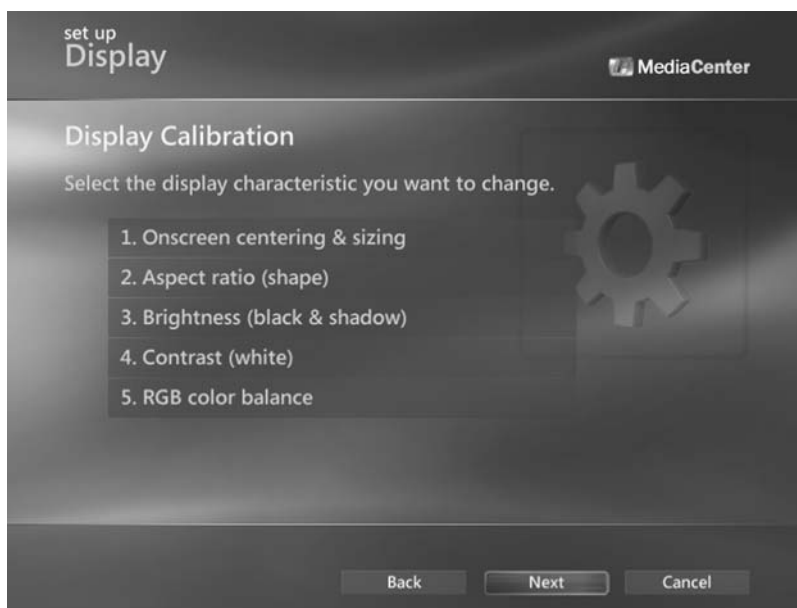 set up
Display
MediaCenter
Display Calibration
Select the display characteristic you want to change.
1. Onscreen centering & sizing
2. Aspect ratio (shape)
3. Brightness (black & shadow)
4. Contrast (white)
5. RGB color balance
Back Next Cancel